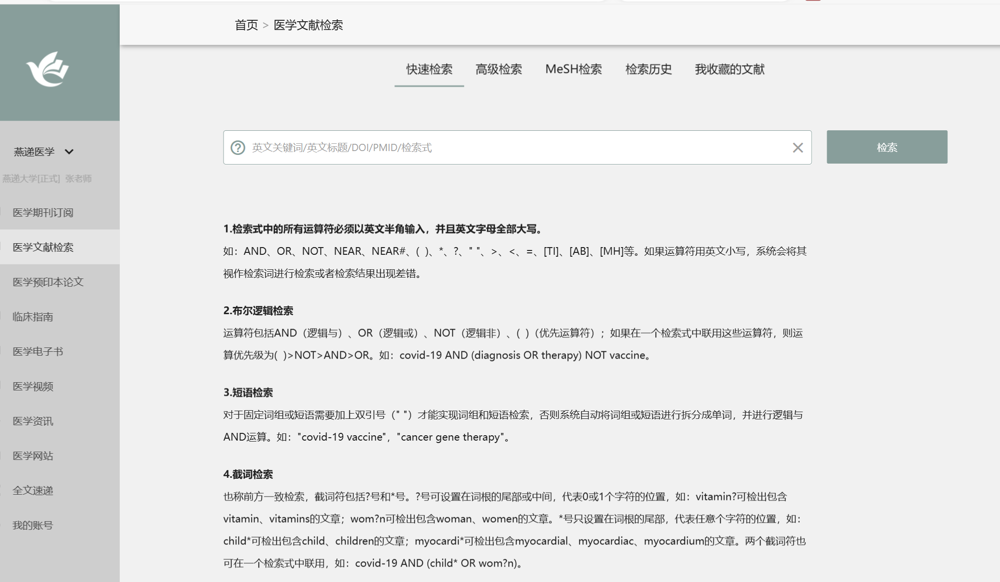 首页 > 医学文献检索
快速检索 高级检索 MeSH检索 检索历史 我收藏的文献
英文关键词/英文标题/DOI/PMID/检索式
检索
燕递医学
燕递大学[正式] 张老师
医学期刊订阅
医学文献检索
医学预印本论文
临床指南
医学电子书
医学视频
医学资讯
医学网站
全文速递
我的账号
1.检索式中的所有运算符必须以英文半角输入，并且英文字母全部大写。
如：AND、OR、NOT、NEAR、NEAR#、( )、*、?、" "、>、<、=、[TI]、[AB]、[MH]等。如果运算符用英文小写，系统会将其
视作检索词进行检索或者检索结果出现差错。
2.布尔逻辑检索
运算符包括AND（逻辑与）、OR（逻辑或）、NOT（逻辑非）、( )（优先运算符）；如果在一个检索式中联用这些运算符，则运
算优先级为( )>NOT>AND>OR。如：covid-19 AND (diagnosis OR therapy) NOT vaccine。
3.短语检索
对于固定词组或短语需要加上双引号（" "）才能实现词组和短语检索，否则系统自动将词组或短语进行拆分成单词，并进行逻辑与
AND运算。如："covid-19 vaccine"，"cancer gene therapy"。
4.截词检索
也称前方一致检索，截词符包括?号和*号。?号可设置在词根的尾部或中间，代表0或1个字符的位置，如：vitamin?可检出包含
vitamin、vitamins的文章；wom?n可检出包含woman、women的文章。*号只设置在词根的尾部，代表任意个字符的位置，如：
child*可检出包含child、children的文章；myocardi*可检出包含myocardial、myocardiac、myocardium的文章。两个截词符也
可在一个检索式中联用，如：covid-19 AND (child* OR wom?n)。